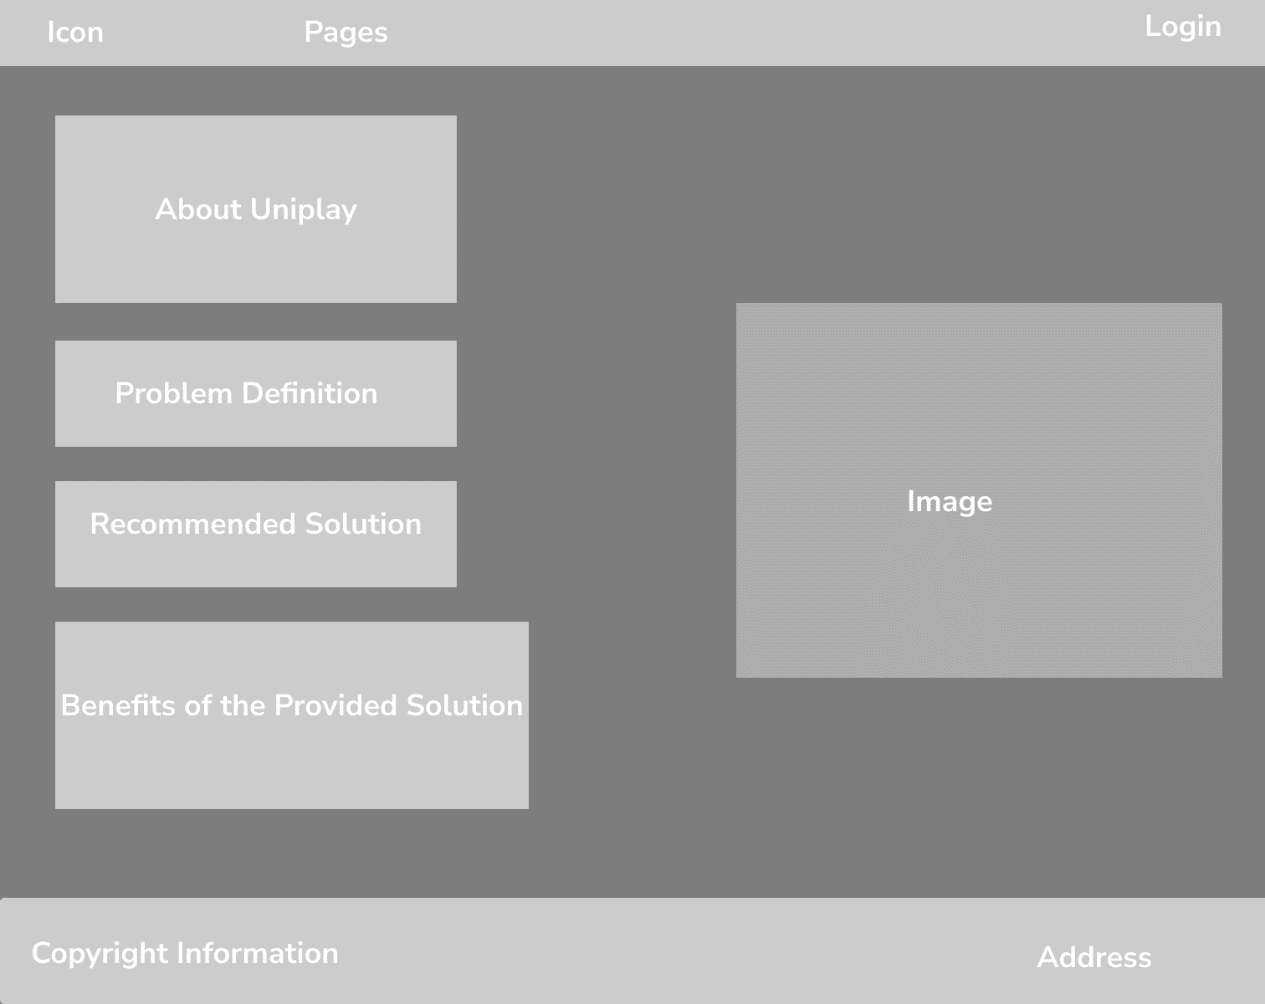 Icon
Pages
Login
About Uniplay
Problem Definition
Recommended Solution
Benefits of the Provided Solution
Image
Copyright Information
Address